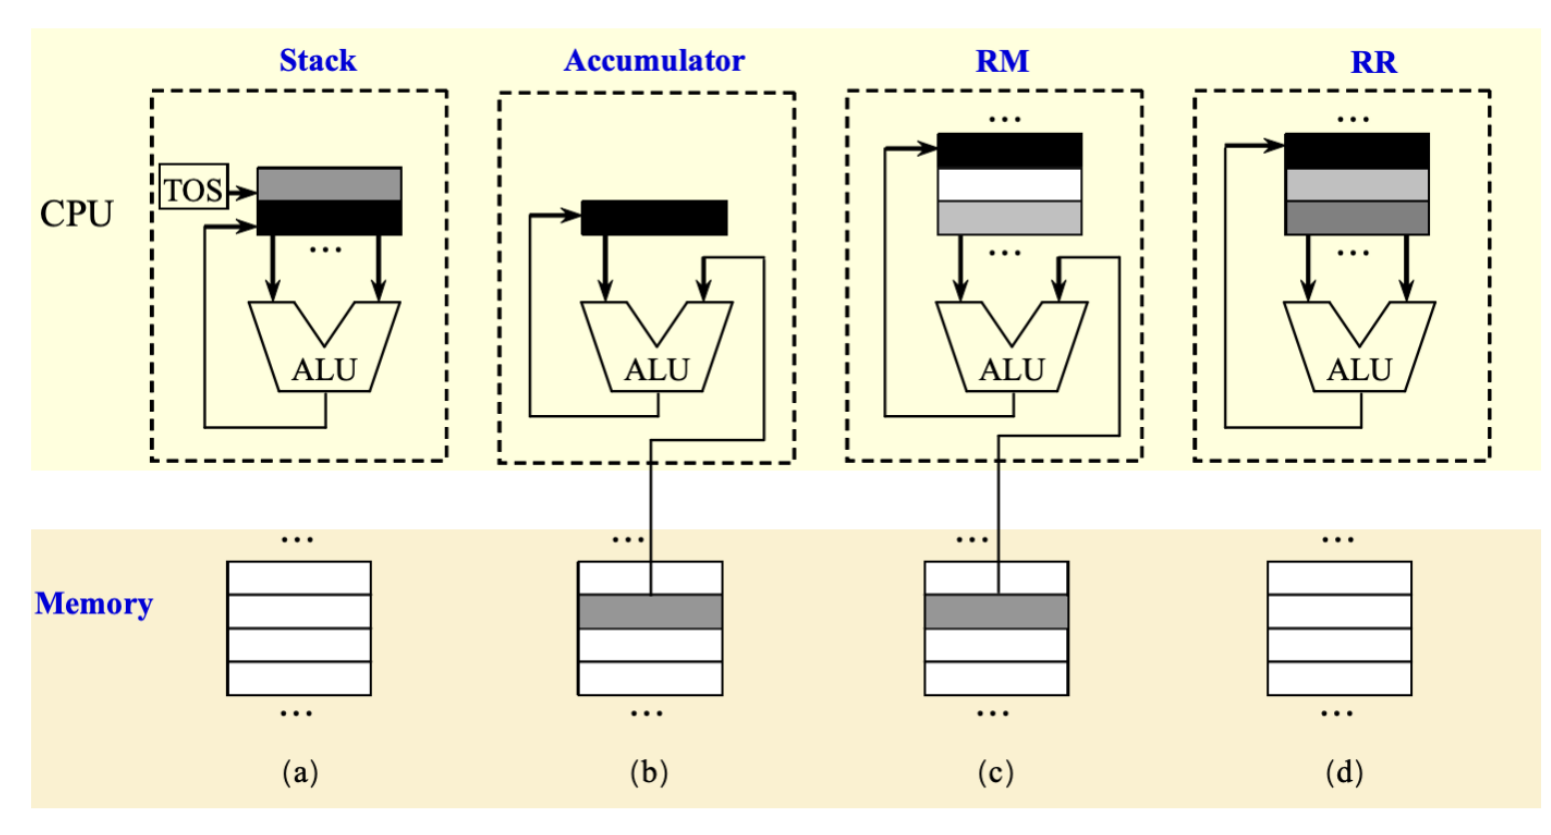 Stack Accumulator RM RR
... ...
TOS
CPU
... ... ...
ALU ALU ALU ALU
... ... ... ...
Memory
... ... ... ...
(a) (b) (c) (d)